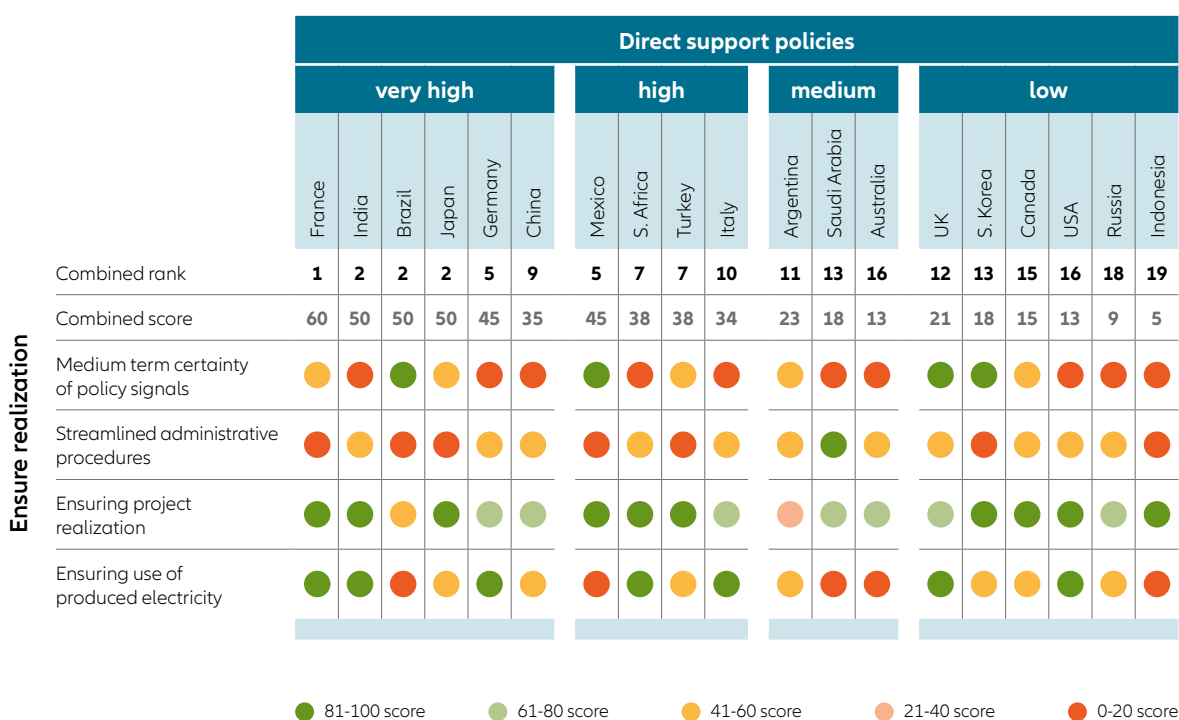 Direct support policies
very high high medium low
France India Brazil Japan Germany China Mexico S. Africa Turkey Italy Argentina Saudi Arabia Australia UK S. Korea Canada USA Russia Indonesia
Combined rank 1 2 2 2 5 9 5 7 7 10 11 13 16 12 13 15 16 18 19
Combined score 60 50 50 50 45 35 45 38 38 34 23 18 13 21 18 15 13 9 5
Ensure realization
Medium term certainty
of policy signals
Streamlined administrative
procedures
Ensuring project
realization
Ensuring use of
produced electricity
81-100 score 61-80 score 41-60 score 21-40 score 0-20 score